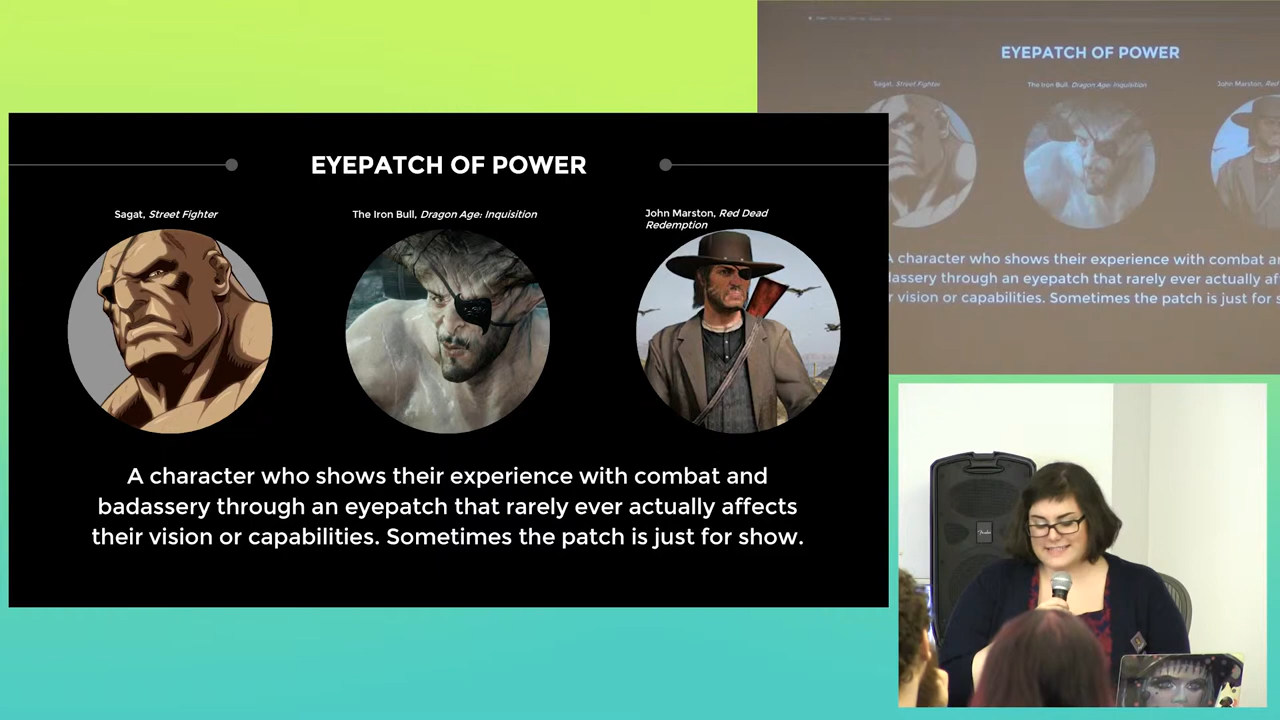 EYEPATCH OF POWER
Sagat, Street Fighter
The Iron Bull, Dragon Age: Inquisition
John Marston, Red Dead
Redemption
A character who shows their experience with combat and
badassery through an eyepatch that rarely ever actually affects
their vision or capabilities. Sometimes the patch is just for show.
EYEPATCH OF POWER
Sagat, Street Fighter
The Iron Bull, Dragon Age: Inquisition
John Marston, Red
A character who shows their experience with combat
badassery through an eyepatch that rarely ever actually
vision or capabilities. Sometimes the patch is just for
Fender